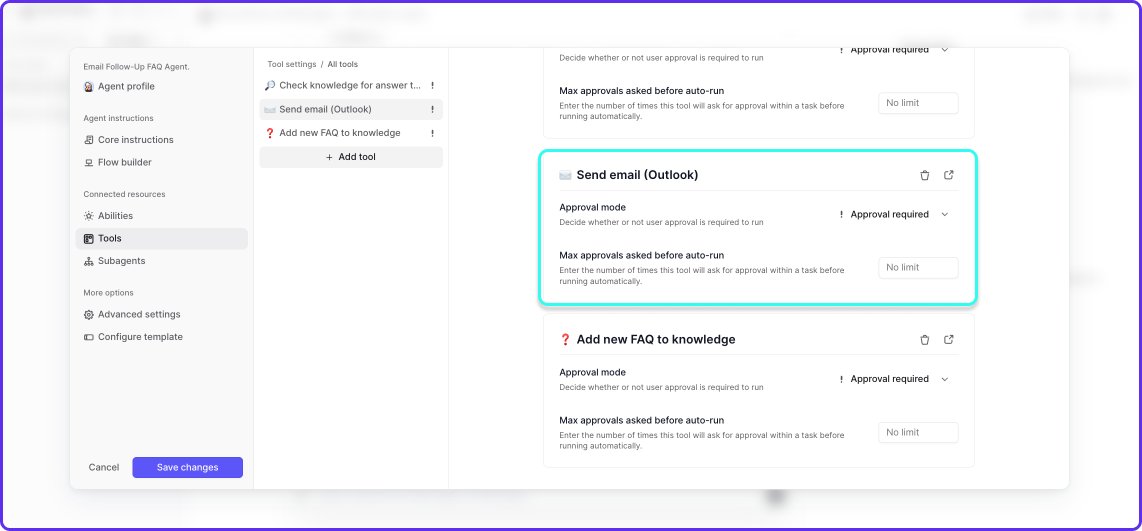 Email Follow-Up FAQ Agent.
Agent profile
Agent instructions
Core instructions
Flow builder
Connected resources
Abilities
Tools
Subagents
More options
Advanced settings
Configure template
Cancel
Save changes
Tool settings / All tools
Check knowledge for answer t...
Send email (Outlook)
Add new FAQ to knowledge
+ Add tool
Approval required
Decide whether or not user approval is required to run
Max approvals asked before auto-run
Enter the number of times this tool will ask for approval within a task before
running automatically.
No limit
Send email (Outlook)
Approval mode
Decide whether or not user approval is required to run
Approval required
Max approvals asked before auto-run
Enter the number of times this tool will ask for approval within a task before
running automatically.
No limit
Add new FAQ to knowledge
Approval mode
Decide whether or not user approval is required to run
Approval required
Max approvals asked before auto-run
Enter the number of times this tool will ask for approval within a task before
running automatically.
No limit